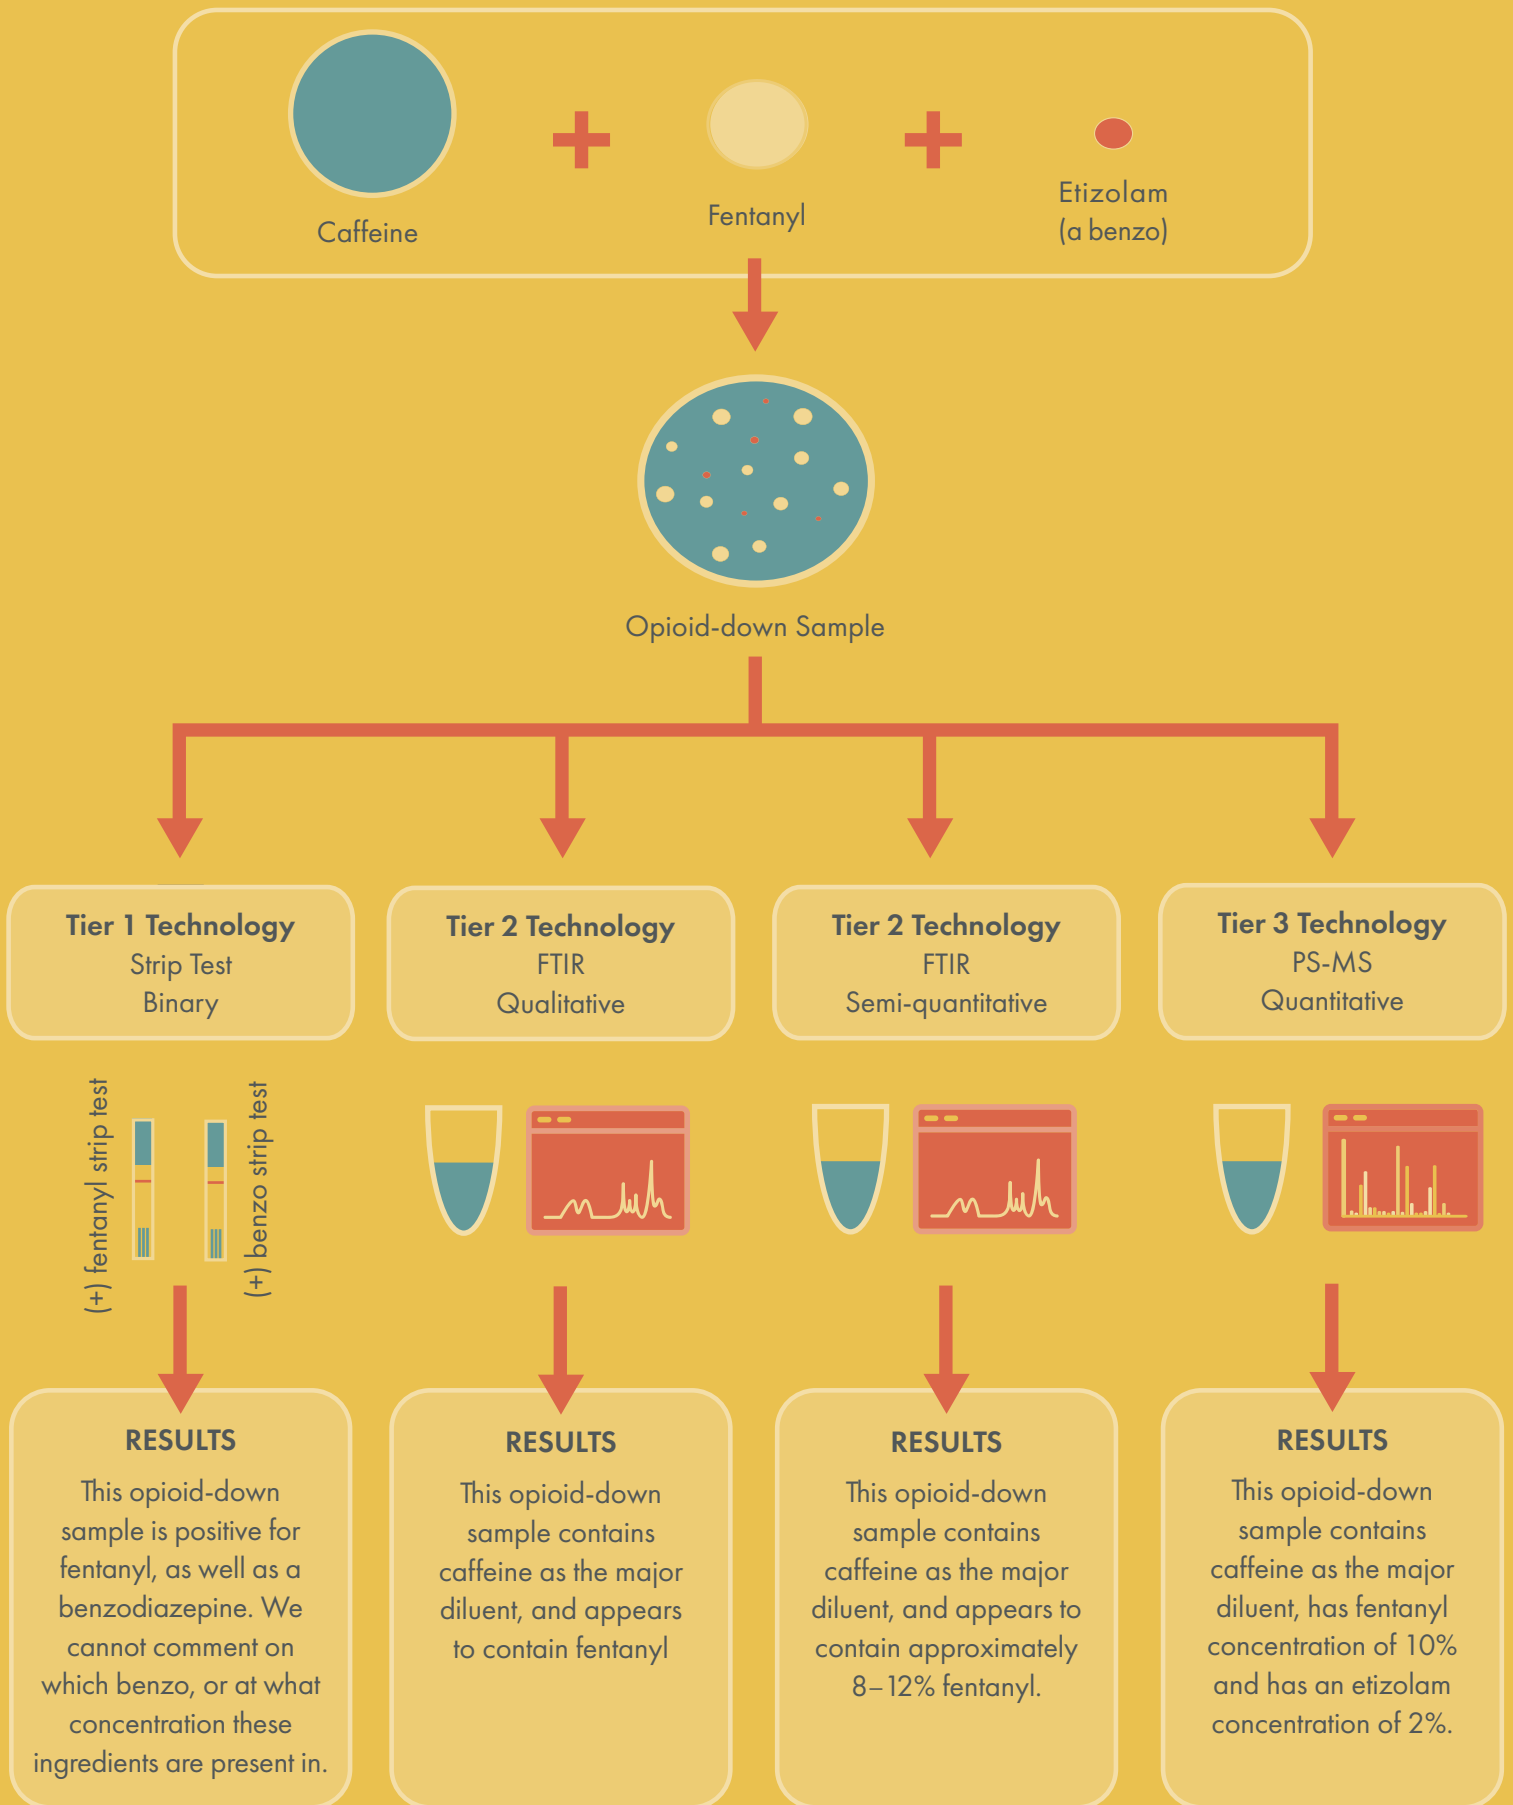 Caffeine
Fentanyl
Etizolam
(a benzo)
Opioid-down Sample
Tier 1 Technology
Strip Test
Binary
Tier 2 Technology
FTIR
Qualitative
Tier 2 Technology
FTIR
Semi-quantitative
Tier 3 Technology
PS-MS
Quantitative
(+) fentanyl strip test
(+) benzo strip test
RESULTS
This opioid-down
sample is positive for
fentanyl, as well as a
benzodiazepine. We
cannot comment on
which benzo, or at what
concentration these
ingredients are present in.
RESULTS
This opioid-down
sample contains
caffeine as the major
diluent, and appears
to contain fentanyl
RESULTS
This opioid-down
sample contains
caffeine as the major
diluent, and appears to
contain approximately
8–12% fentanyl.
RESULTS
This opioid-down
sample contains
caffeine as the major
diluent, has fentanyl
concentration of 10%
and has an etizolam
concentration of 2%.